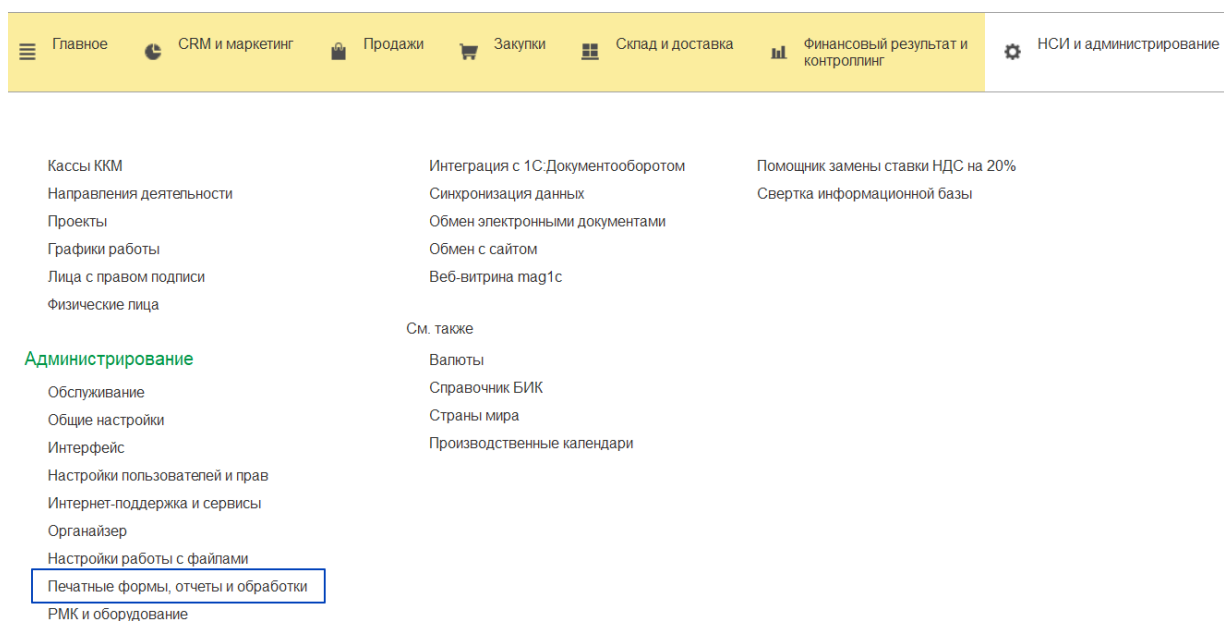 Главное
CRM и маркетинг
Продажи
Закупки
Склад и доставка
Финансовый результат и
контроллинг
НСИ и администрирование
Кассы ККМ
Направления деятельности
Проекты
Графики работы
Лица с правом подписи
Физические лица
Администрирование
Обслуживание
Общие настройки
Интерфейс
Настройки пользователей и прав
Интернет-поддержка и сервисы
Органайзер
Настройки работы с файлами
Печатные формы, отчеты и обработки
РМК и оборудование
Интеграция с 1С:Документооборотом
Синхронизация данных
Обмен электронными документами
Обмен с сайтом
Веб-витрина mag1c
См. также
Валюты
Справочник БИК
Страны мира
Производственные календари
Помощник замены ставки НДС на 20%
Свертка информационной базы